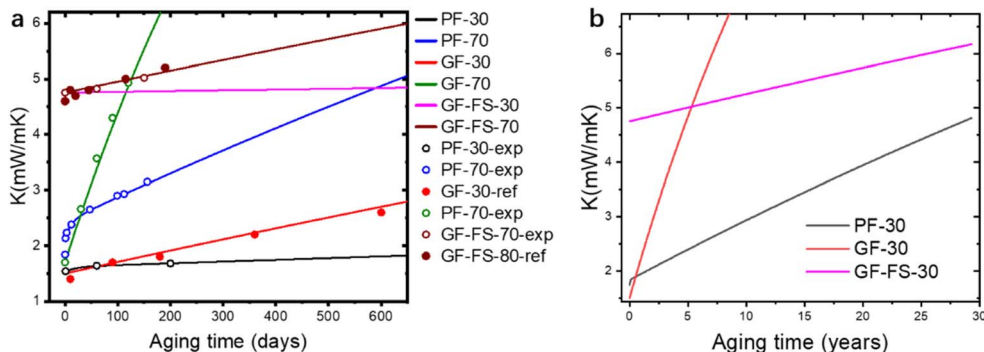 a
K(mW/mK)
6
5
4
3
2
1
0
100
200
300
400
500
600
Aging time (days)
PF-30
PF-70
GF-30
GF-70
GF-FS-30
GF-FS-70
PF-30-exp
PF-70-exp
GF-30-ref
PF-70-exp
GF-FS-70-exp
GF-FS-80-ref
b
K(mW/mK)
6
5
4
3
2
0
5
10
15
20
25
30
Aging time (years)
PF-30
GF-30
GF-FS-30